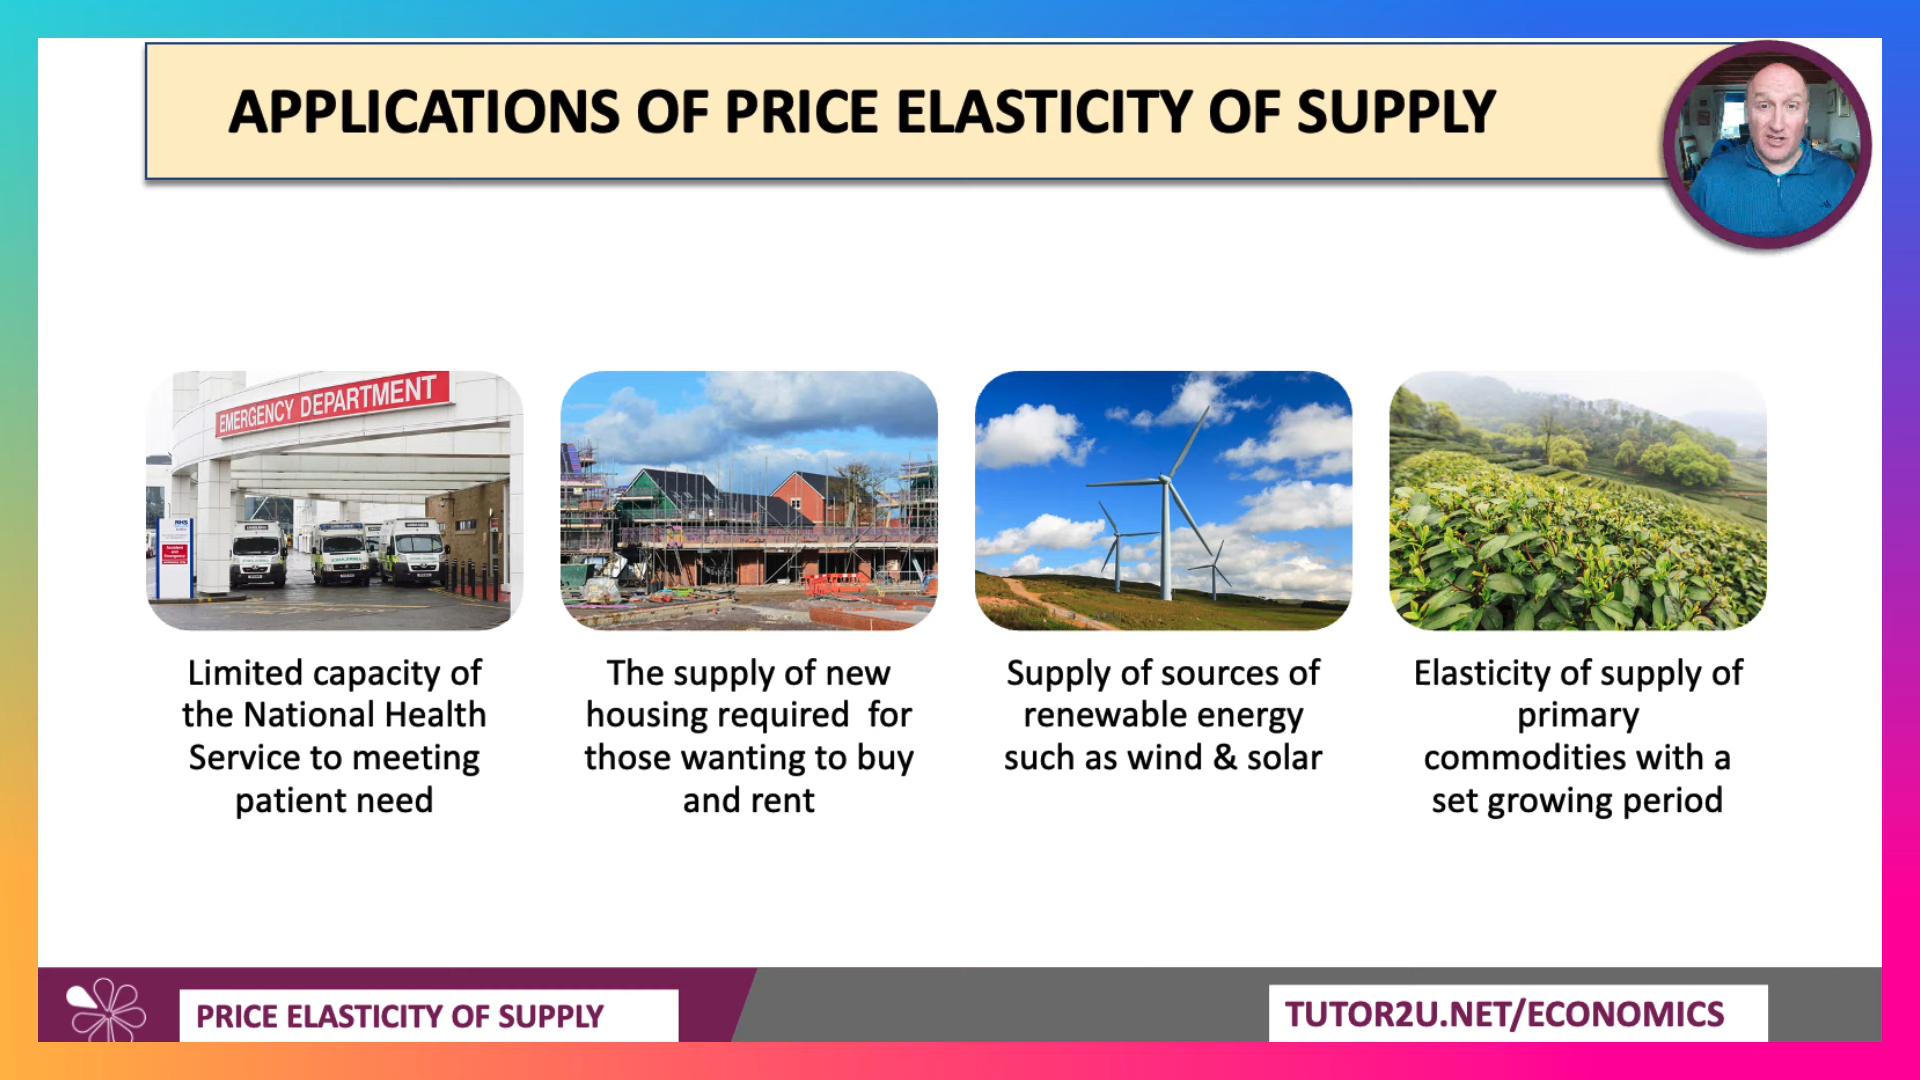 APPLICATIONS OF PRICE ELASTICITY OF SUPPLY
EMERGENCY DEPARTMENT
Limited capacity of
the National Health
Service to meeting
patient need
The supply of new
housing required for
those wanting to buy
and rent
Supply of sources of
renewable energy
such as wind & solar
Elasticity of supply of
primary
commodities with a
set growing period
PRICE ELASTICITY OF SUPPLY
TUTOR2U.NET/ECONOMICS